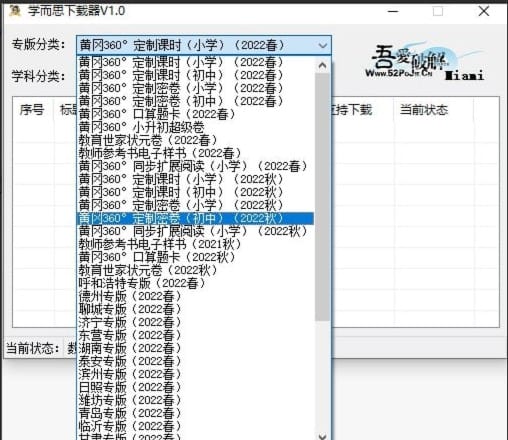 学而思下载器V1.0
专版分类：
黄冈360°定制课时（小学）（2022春）
吾愛破解
Www.52PoJie.Cn
Miami
学科分类：
序号
标题
支持下载
当前状态
黄冈360°定制课时（小学）（2022春）
黄冈360°定制课时（初中）（2022春）
黄冈360°定制密卷（小学）（2022春）
黄冈360°定制密卷（初中）（2022春）
黄冈360°口算题卡（2022春）
黄冈360°小升初超级卷
教育世家状元卷（2022春）
教师参考书电子样书（2022春）
黄冈360°同步扩展阅读（小学）（2022春）
黄冈360°定制课时（小学）（2022秋）
黄冈360°定制课时（初中）（2022秋）
黄冈360°定制密卷（小学）（2022秋）
黄冈360°定制密卷（初中）（2022秋）
黄冈360°同步扩展阅读（小学）（2022秋）
教师参考书电子样书（2021秋）
黄冈360°口算题卡（2022秋）
教育世家状元卷（2022秋）
呼和浩特专版（2022春）
德州专版（2022春）
聊城专版（2022春）
济宁专版（2022春）
东营专版（2022春）
湖南专版（2022春）
泰安专版（2022春）
滨州专版（2022春）
日照专版（2022春）
潍坊专版（2022春）
青岛专版（2022春）
临沂专版（2022春）
甘肃专版（2022春）
当前状态：